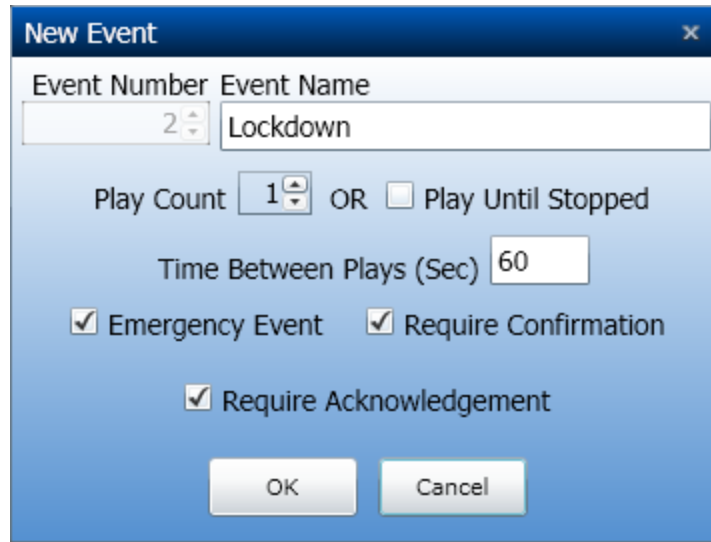 New Event
Event Number Event Name
2 Lockdown
Play Count 1 OR Play Until Stopped
Time Between Plays (Sec) 60
Emergency Event Require Confirmation
Require Acknowledgement
OK Cancel